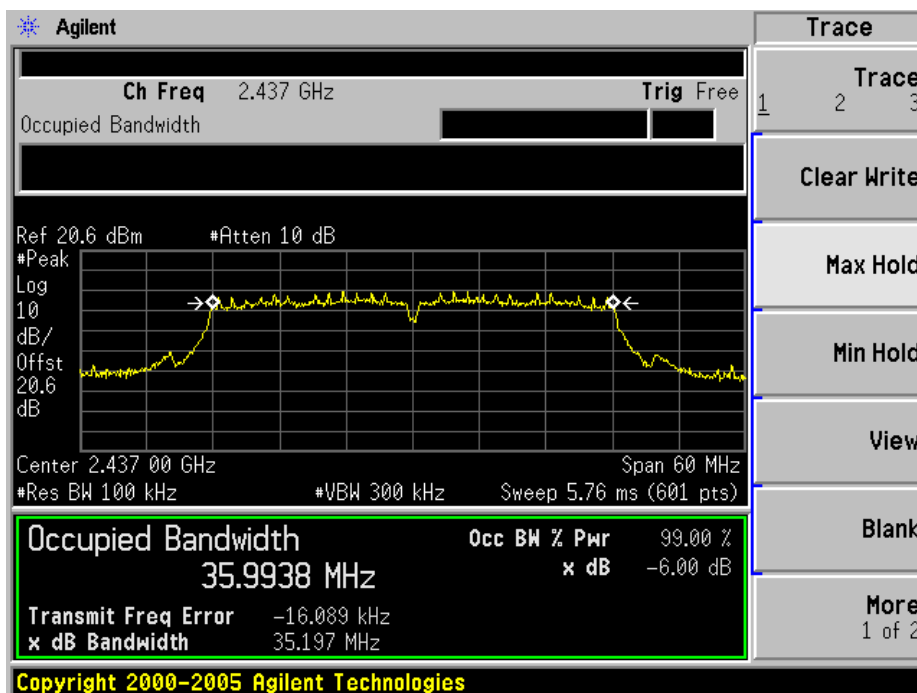 Agilent
Trace
Ch Freq 2.437 GHz Trig Free
Occupied Bandwidth
Trace
1 2 3
Clear Write
Max Hold
Min Hold
View
Blank
More
1 of 2
Ref 20.6 dBm #Atten 10 dB
#Peak
Log
10
dB/
Offst
20.6
dB
Center 2.437 00 GHz Span 60 MHz
#Res BW 100 kHz #VBW 300 kHz Sweep 5.76 ms (601 pts)
Occupied Bandwidth
35.9938 MHz
Occ BW % Pwr 99.00 %
x dB -6.00 dB
Transmit Freq Error -16.089 kHz
x dB Bandwidth 35.197 MHz
Copyright 2000-2005 Agilent Technologies